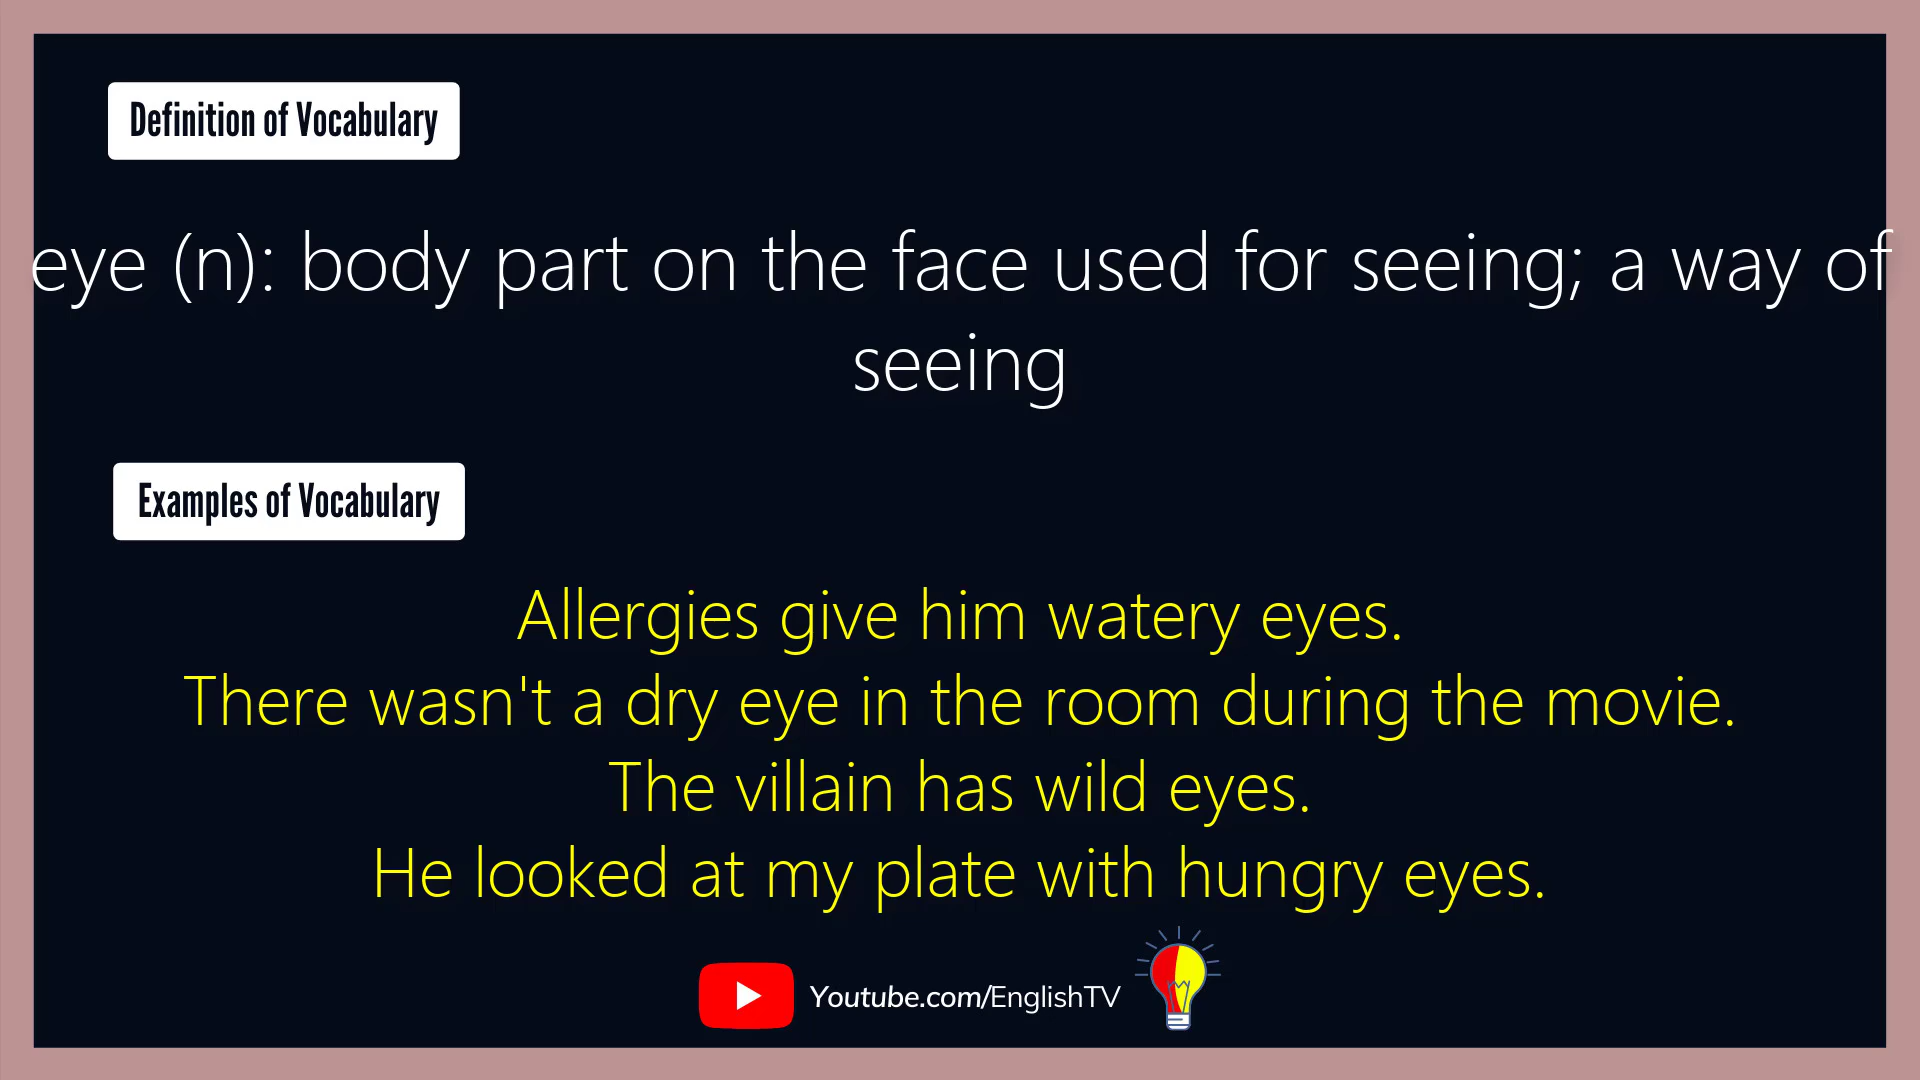 Definition of Vocabulary
eye (n): body part on the face used for seeing; a way of
seeing
Examples of Vocabulary
Allergies give him watery eyes.
There wasn't a dry eye in the room during the movie.
The villain has wild eyes.
He looked at my plate with hungry eyes.
Youtube.com/EnglishTV